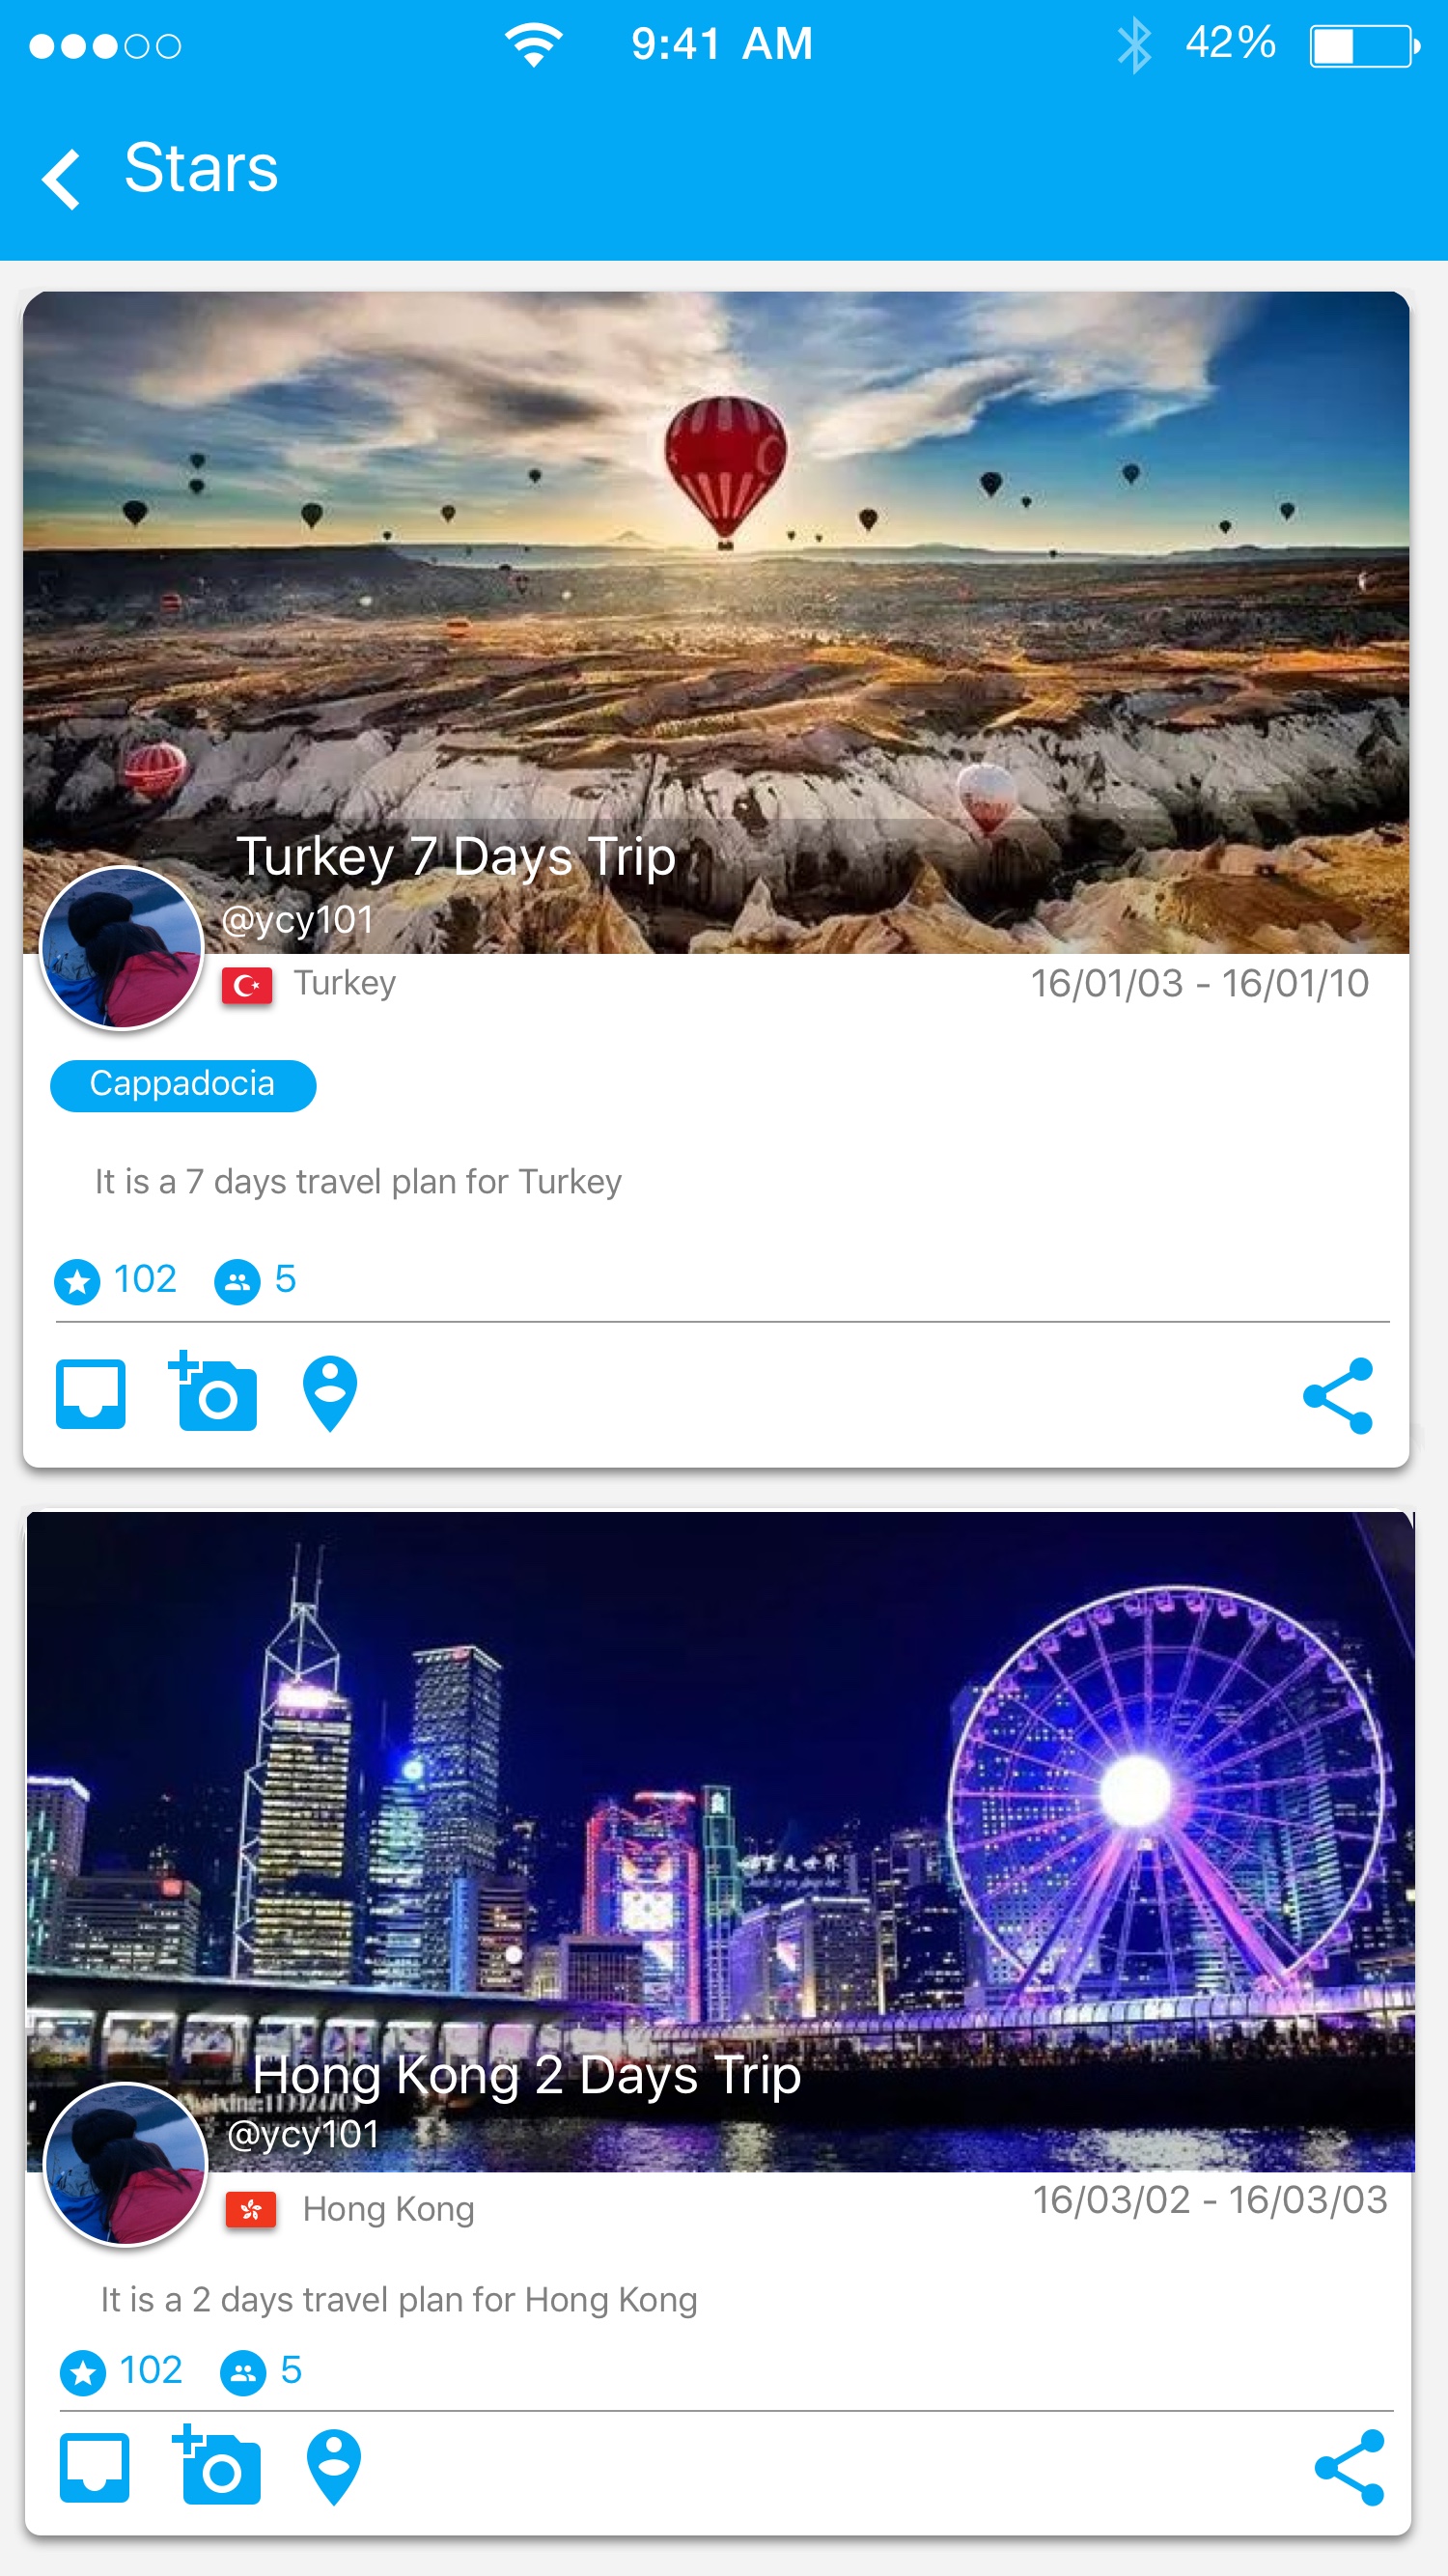 9:41 AM
42%
Stars
Turkey 7 Days Trip
@ycy101
Turkey
16/01/03 - 16/01/10
Cappadocia
It is a 7 days travel plan for Turkey
102
5
Hong Kong 2 Days Trip
@ycy101
Hong Kong
16/03/02 - 16/03/03
It is a 2 days travel plan for Hong Kong
102
5